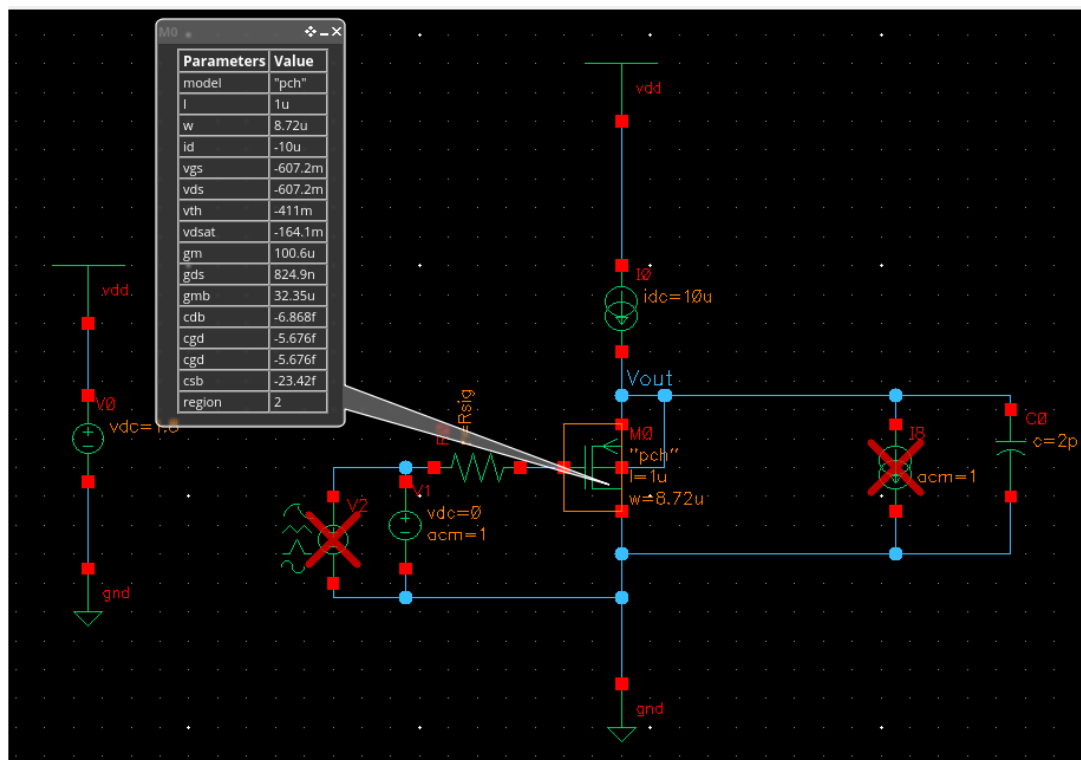 M0
Parameters Value
model "pch"
l 1u
w 8.72u
id -10u
vgs -607.2m
vds -607.2m
vth -411m
vdsat -164.1m
gm 100.6u
gds 824.9n
gmb 32.35u
cdb -6.868f
cgd -5.676f
cgd -5.676f
csb -23.42f
region 2
vdd
V0
gnd
vdd
I0
idc=10u
Vout
=Rsig
M0
"pch"
l=1u
w=8.72u
V2
V1
vdc=0
acm=1
I8
acm=1
C0
c=2p
gnd